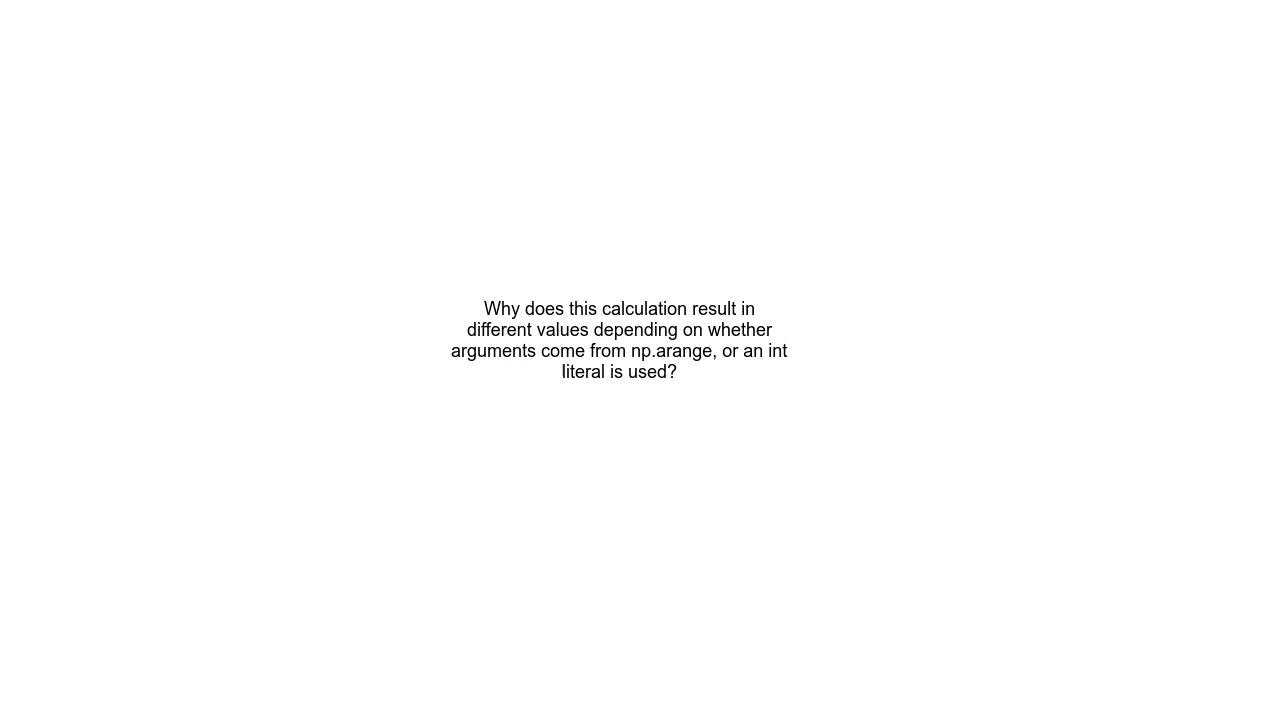 Why does this calculation result in
different values depending on whether
arguments come from np.arange, or an int
literal is used?